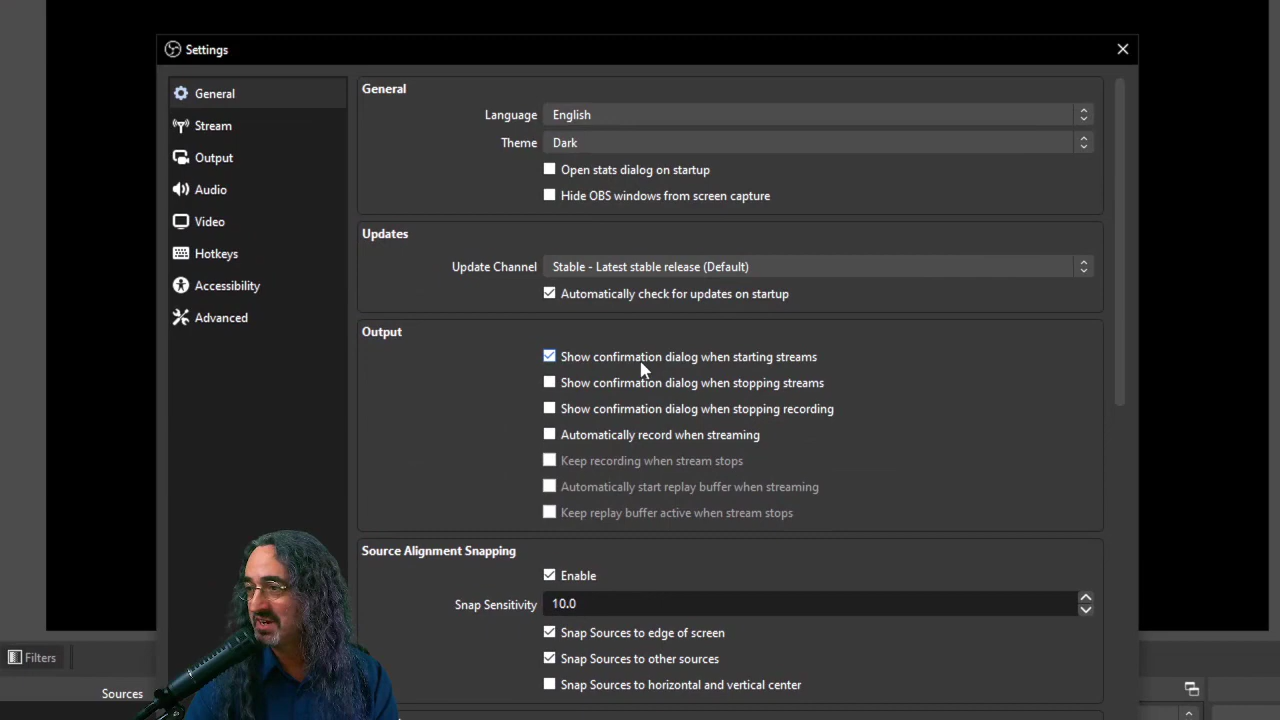 Settings
General
Stream
Output
Audio
Video
Hotkeys
Accessibility
Advanced
General
Language English
Theme Dark
Open stats dialog on startup
Hide OBS windows from screen capture
Updates
Update Channel Stable - Latest stable release (Default)
Automatically check for updates on startup
Output
Show confirmation dialog when starting streams
Show confirmation dialog when stopping streams
Show confirmation dialog when stopping recording
Automatically record when streaming
Keep recording when stream stops
Automatically start replay buffer when streaming
Keep replay buffer active when stream stops
Source Alignment Snapping
Enable
Snap Sensitivity 10.0
Snap Sources to edge of screen
Snap Sources to other sources
Snap Sources to horizontal and vertical center
Filters
Sources